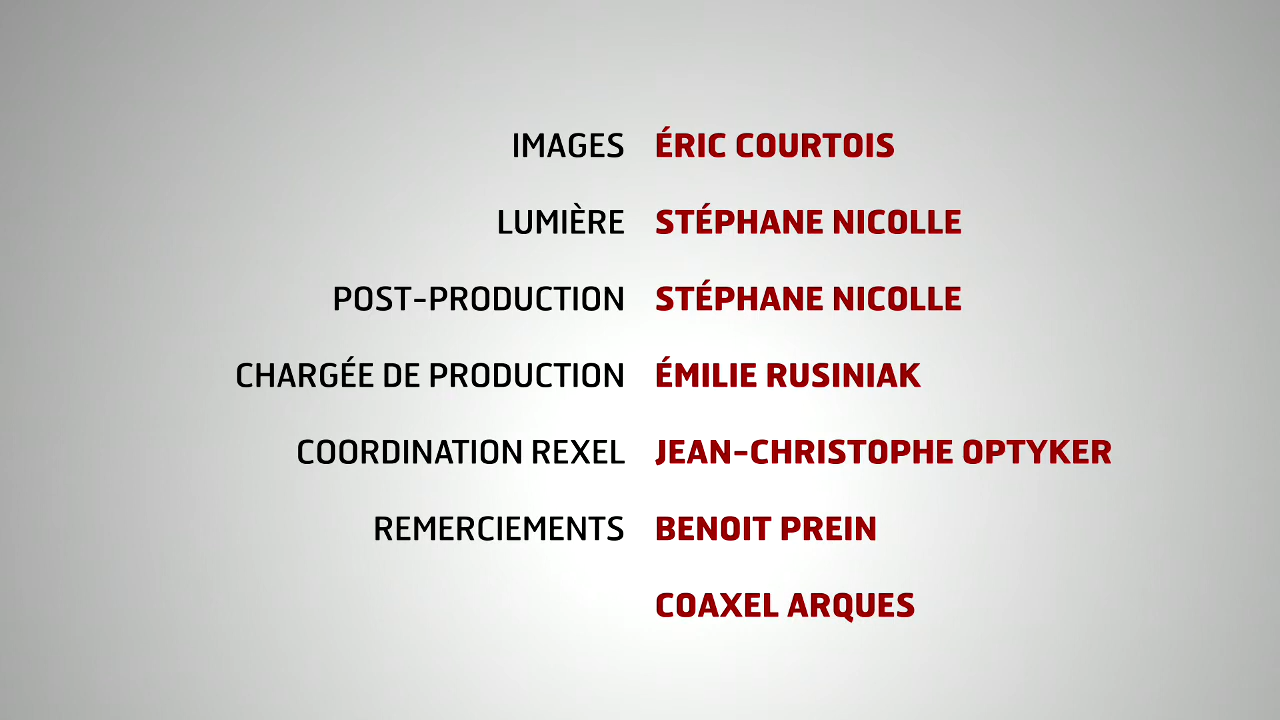 IMAGES ÉRIC COURTOIS
LUMIÈRE STÉPHANE NICOLLE
POST-PRODUCTION STÉPHANE NICOLLE
CHARGÉE DE PRODUCTION ÉMILIE RUSINIAK
COORDINATION REXEL JEAN-CHRISTOPHE OPTYKER
REMERCIEMENTS BENOIT PREIN
COAXEL ARQUES